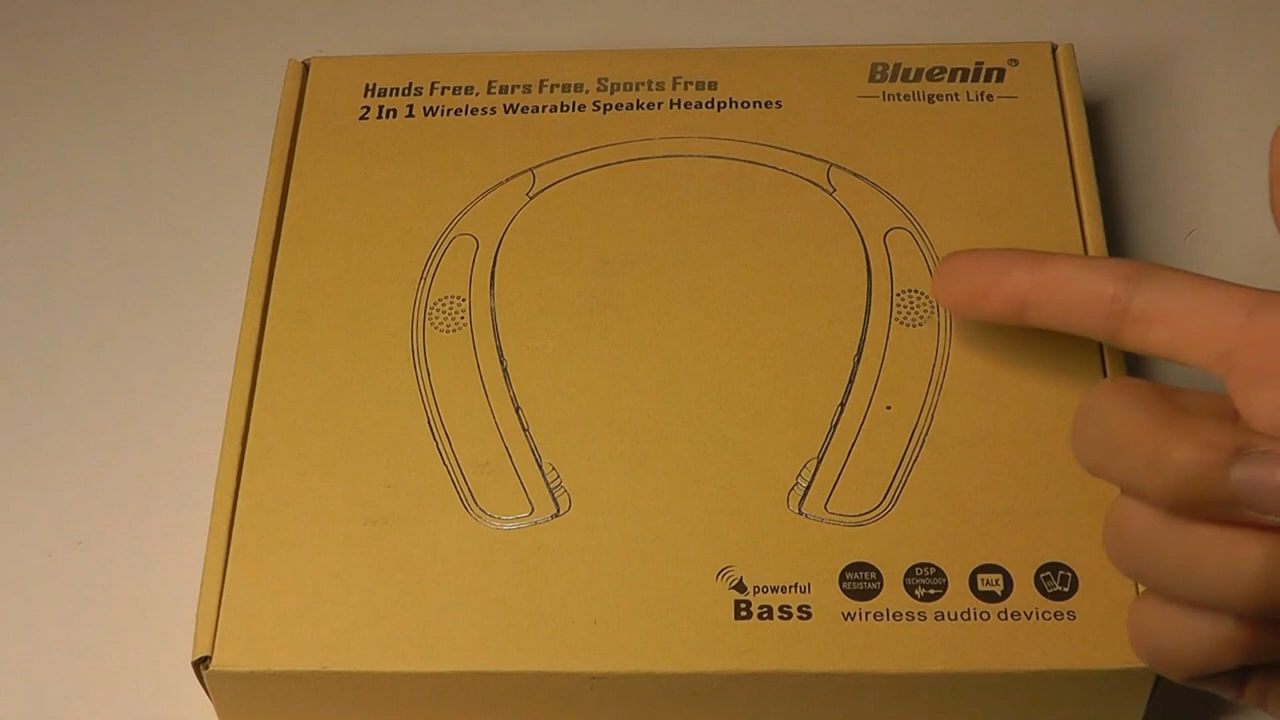 Hands Free, Ears Free, Sports Free
2 In 1 Wireless Wearable Speaker Headphones
Bluenin®
Intelligent Life
powerful
Bass
WATER
RESISTANT
DSP
TECHNOLOGY
TALK
wireless audio devices